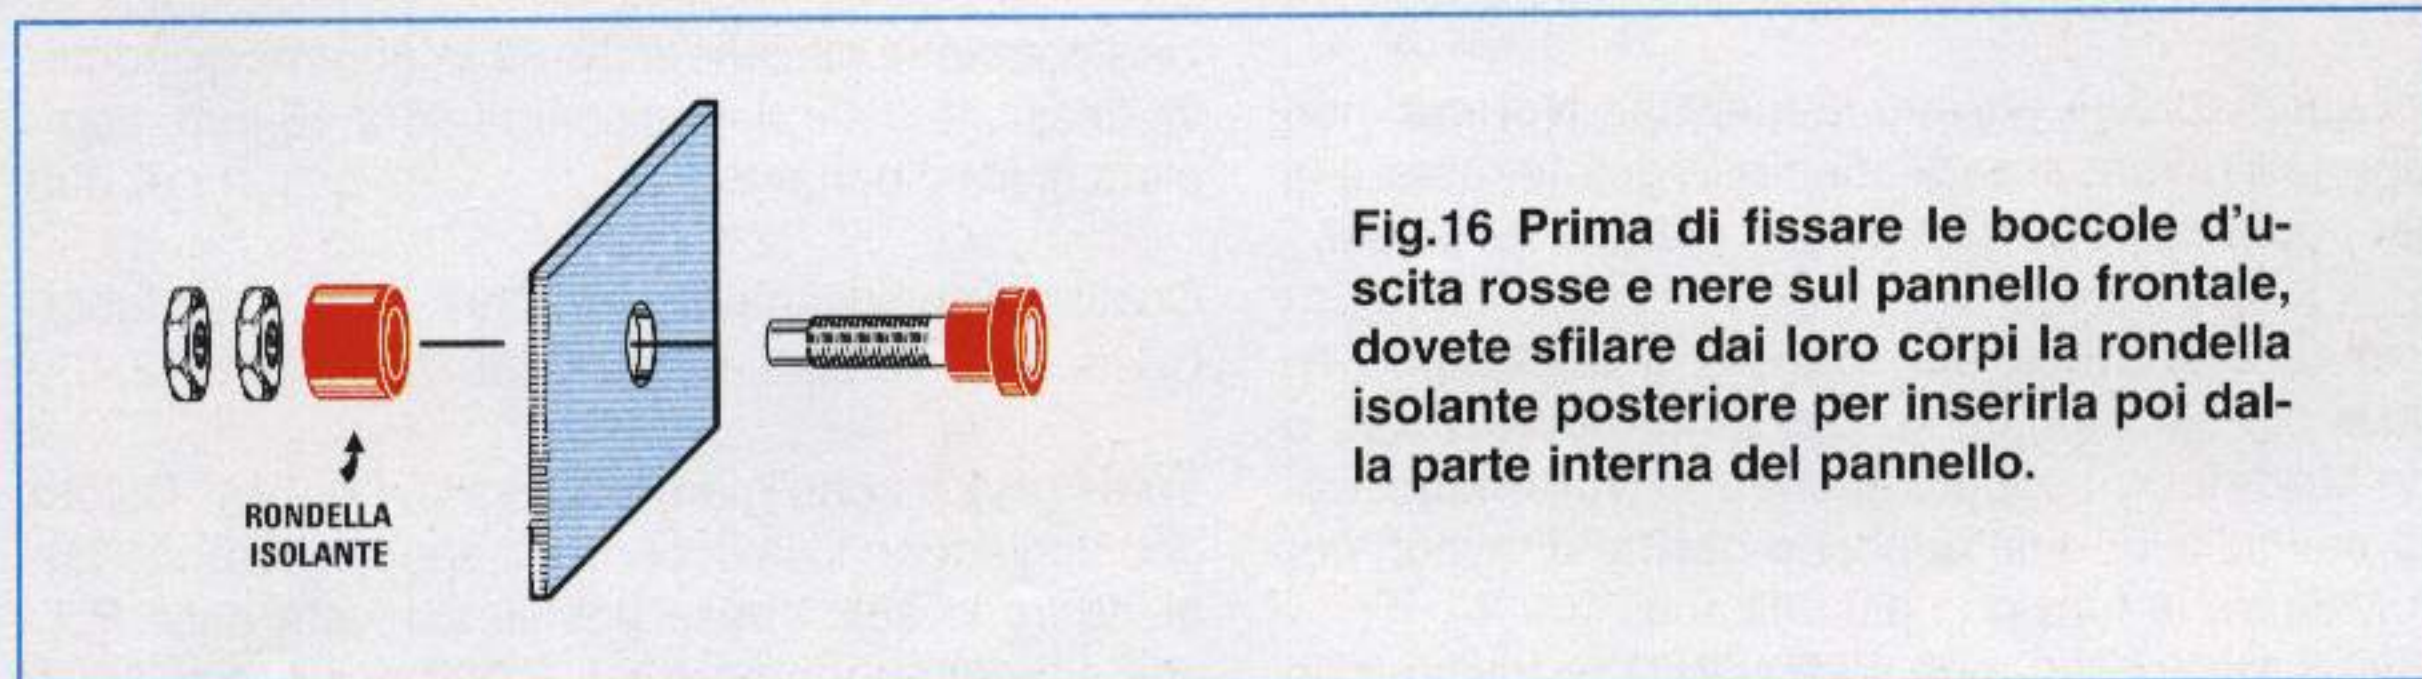 RONDELLA
ISOLANTE
Fig.16 Prima di fissare le boccole d'u-
scita rosse e nere sul pannello frontale,
dovete sfilare dai loro corpi la rondella
isolante posteriore per inserirla poi dal-
la parte interna del pannello.